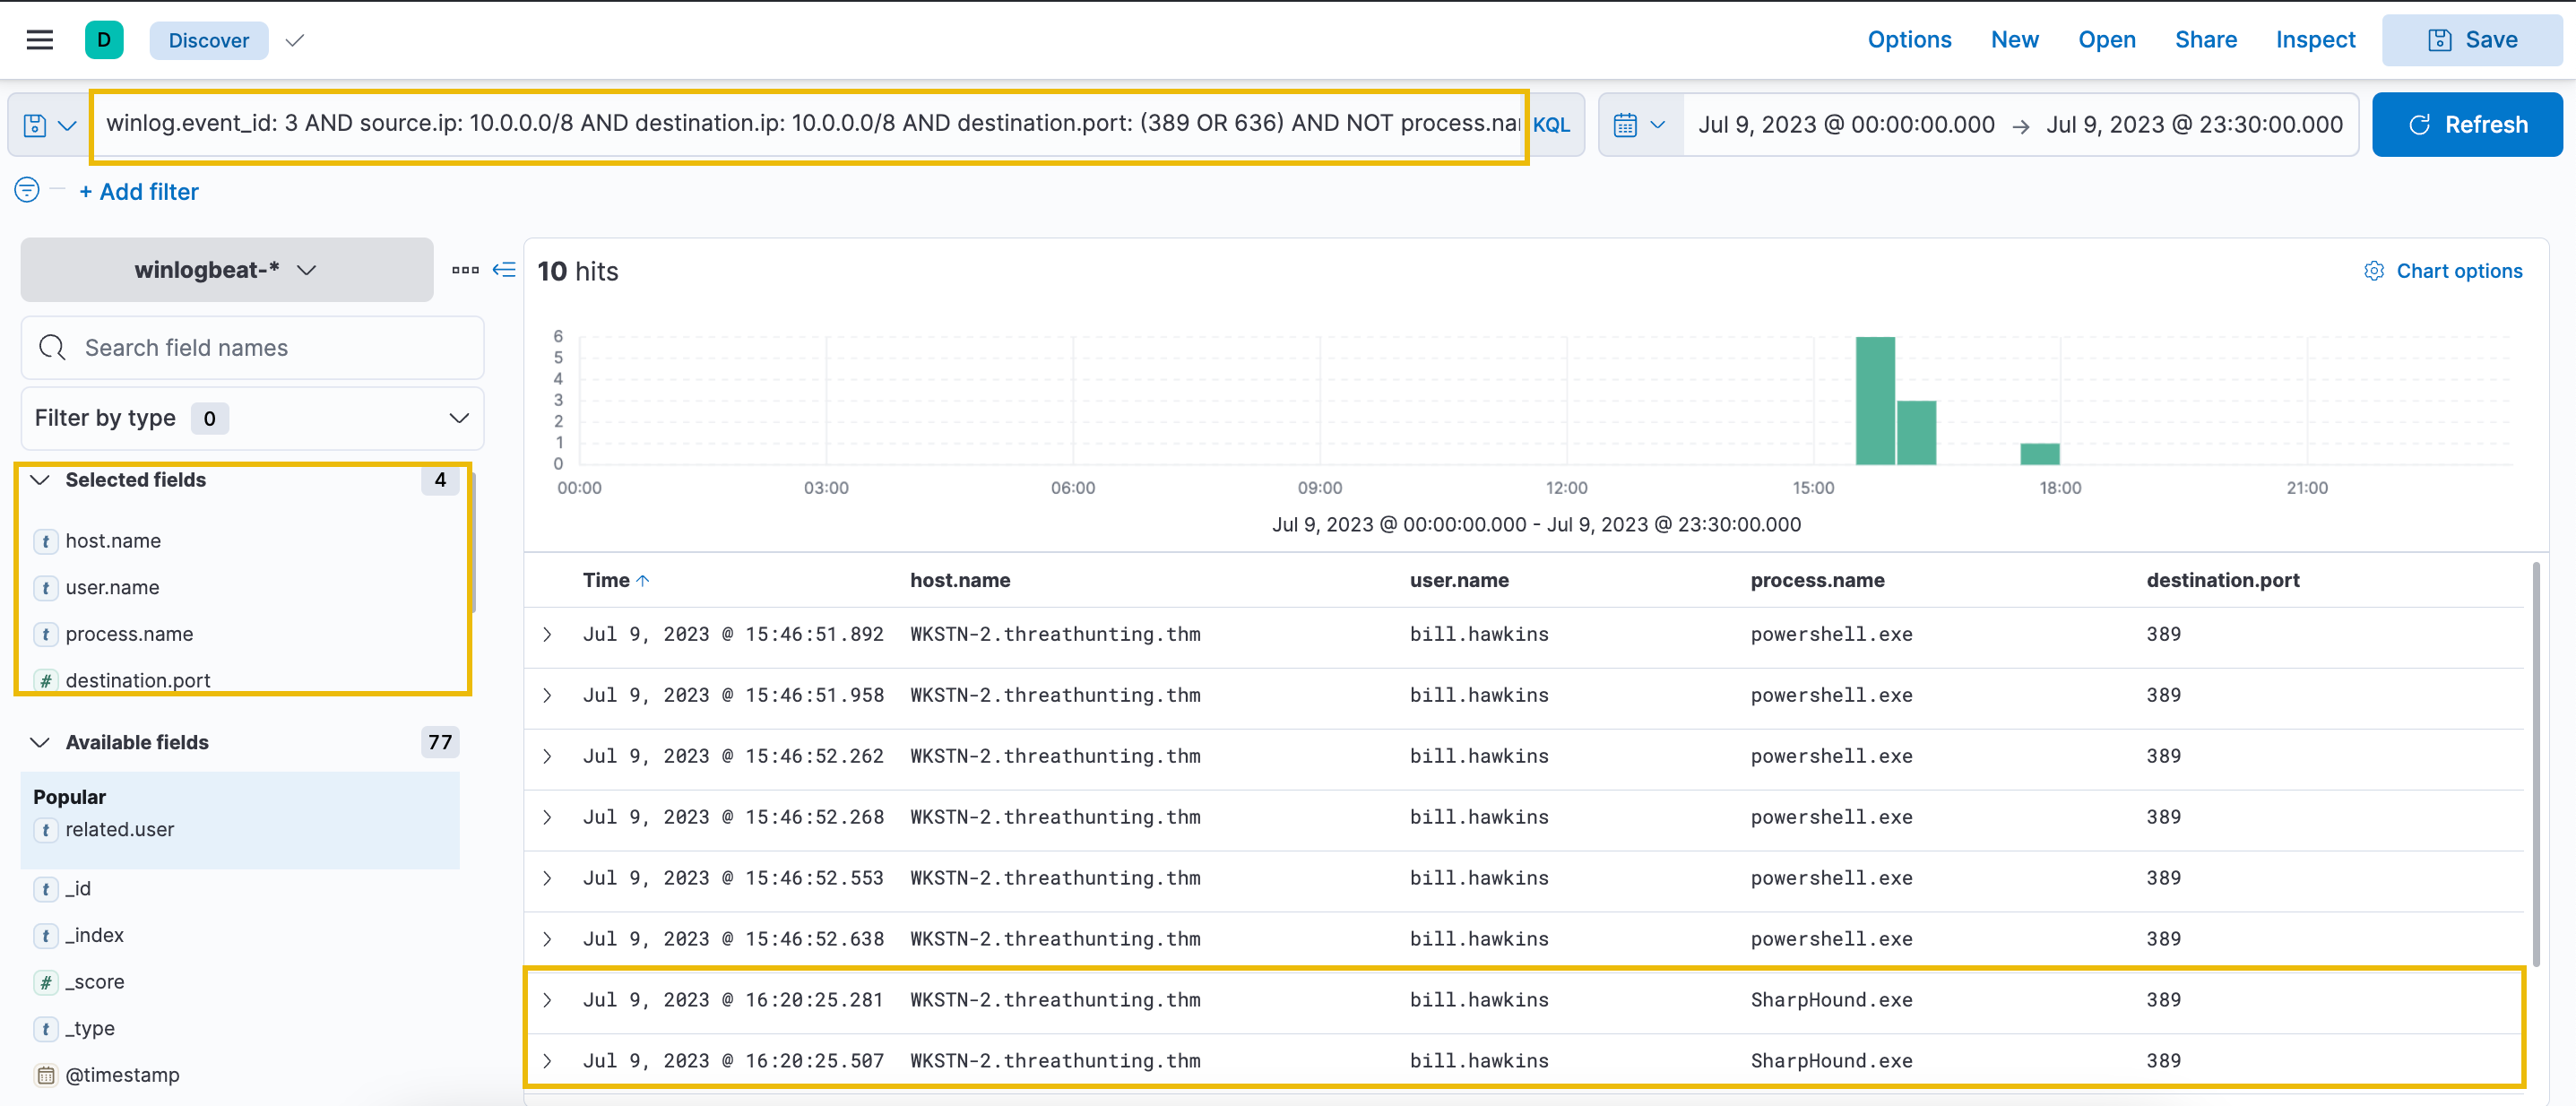 D Discover Options New Open Share Inspect Save
winlog.event_id: 3 AND source.ip: 10.0.0.0/8 AND destination.ip: 10.0.0.0/8 AND destination.port: (389 OR 636) AND NOT process.nar KQL Jul 9, 2023 @ 00:00:00.000 → Jul 9, 2023 @ 23:30:00.000 Refresh
+ Add filter
winlogbeat-*
Search field names
Filter by type 0
Selected fields 4
t host.name
t user.name
t process.name
# destination.port
Available fields 77
Popular
t related.user
t _id
t _index
# _score
t _type
@timestamp
10 hits Chart options
6
5
4
3
2
1
0
00:00 03:00 06:00 09:00 12:00 15:00 18:00 21:00
Jul 9, 2023 @ 00:00:00.000 - Jul 9, 2023 @ 23:30:00.000
Time ↑ host.name user.name process.name destination.port
Jul 9, 2023 @ 15:46:51.892 WKSTN-2.threathunting.thm bill.hawkins powershell.exe 389
Jul 9, 2023 @ 15:46:51.958 WKSTN-2.threathunting.thm bill.hawkins powershell.exe 389
Jul 9, 2023 @ 15:46:52.262 WKSTN-2.threathunting.thm bill.hawkins powershell.exe 389
Jul 9, 2023 @ 15:46:52.268 WKSTN-2.threathunting.thm bill.hawkins powershell.exe 389
Jul 9, 2023 @ 15:46:52.553 WKSTN-2.threathunting.thm bill.hawkins powershell.exe 389
Jul 9, 2023 @ 15:46:52.638 WKSTN-2.threathunting.thm bill.hawkins powershell.exe 389
Jul 9, 2023 @ 16:20:25.281 WKSTN-2.threathunting.thm bill.hawkins SharpHound.exe 389
Jul 9, 2023 @ 16:20:25.507 WKSTN-2.threathunting.thm bill.hawkins SharpHound.exe 389